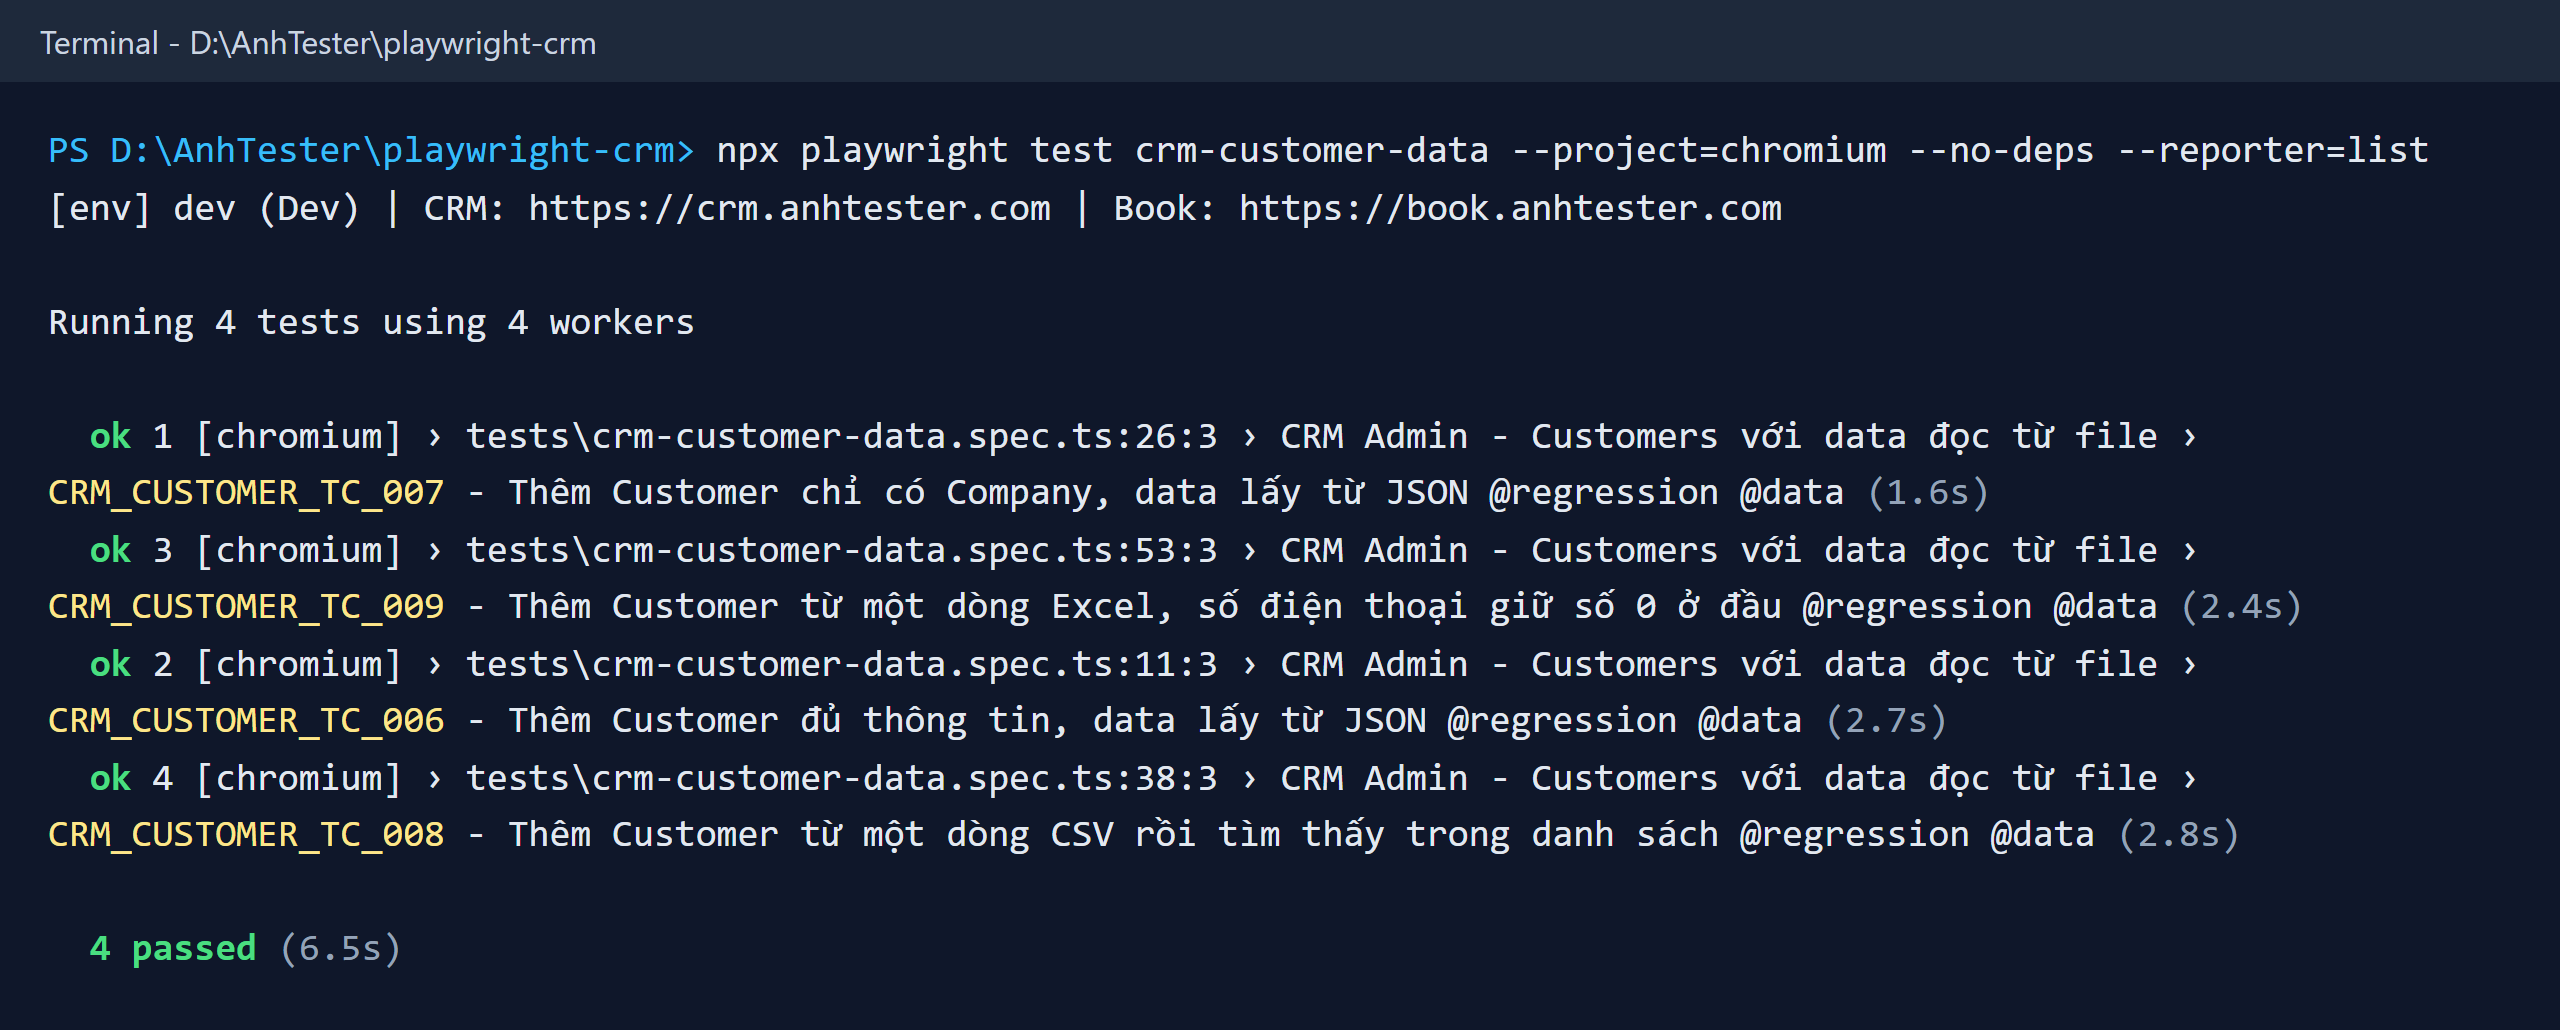 Terminal - D:\AnhTester\playwright-crm
PS D:\AnhTester\playwright-crm> npx playwright test crm-customer-data --project=chromium --no-deps --reporter=list
[env] dev (Dev) | CRM: https://crm.anhtester.com | Book: https://book.anhtester.com
Running 4 tests using 4 workers
ok 1 [chromium] › tests\crm-customer-data.spec.ts:26:3 › CRM Admin - Customers với data đọc từ file ›
CRM_CUSTOMER_TC_007 - Thêm Customer chỉ có Company, data lấy từ JSON @regression @data (1.6s)
ok 3 [chromium] › tests\crm-customer-data.spec.ts:53:3 › CRM Admin - Customers với data đọc từ file ›
CRM_CUSTOMER_TC_009 - Thêm Customer từ một dòng Excel, số điện thoại giữ số 0 ở đầu @regression @data (2.4s)
ok 2 [chromium] › tests\crm-customer-data.spec.ts:11:3 › CRM Admin - Customers với data đọc từ file ›
CRM_CUSTOMER_TC_006 - Thêm Customer đủ thông tin, data lấy từ JSON @regression @data (2.7s)
ok 4 [chromium] › tests\crm-customer-data.spec.ts:38:3 › CRM Admin - Customers với data đọc từ file ›
CRM_CUSTOMER_TC_008 - Thêm Customer từ một dòng CSV rồi tìm thấy trong danh sách @regression @data (2.8s)
4 passed (6.5s)